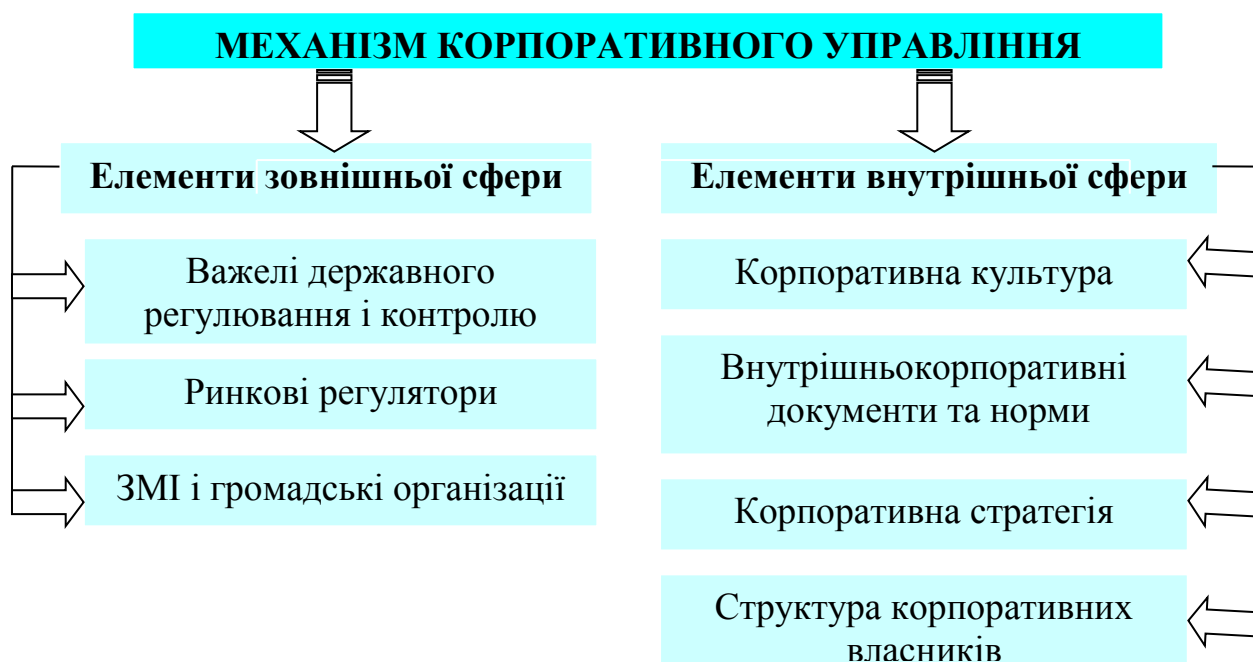 МЕХАНІЗМ КОРПОРАТИВНОГО УПРАВЛІННЯ
Елементи зовнішньої сфери
Важелі державного
регулювання і контролю
Ринкові регулятори
ЗМІ і громадські організації
Елементи внутрішньої сфери
Корпоративна культура
Внутрішньокорпоративні
документи та норми
Корпоративна стратегія
Структура корпоративних
власників